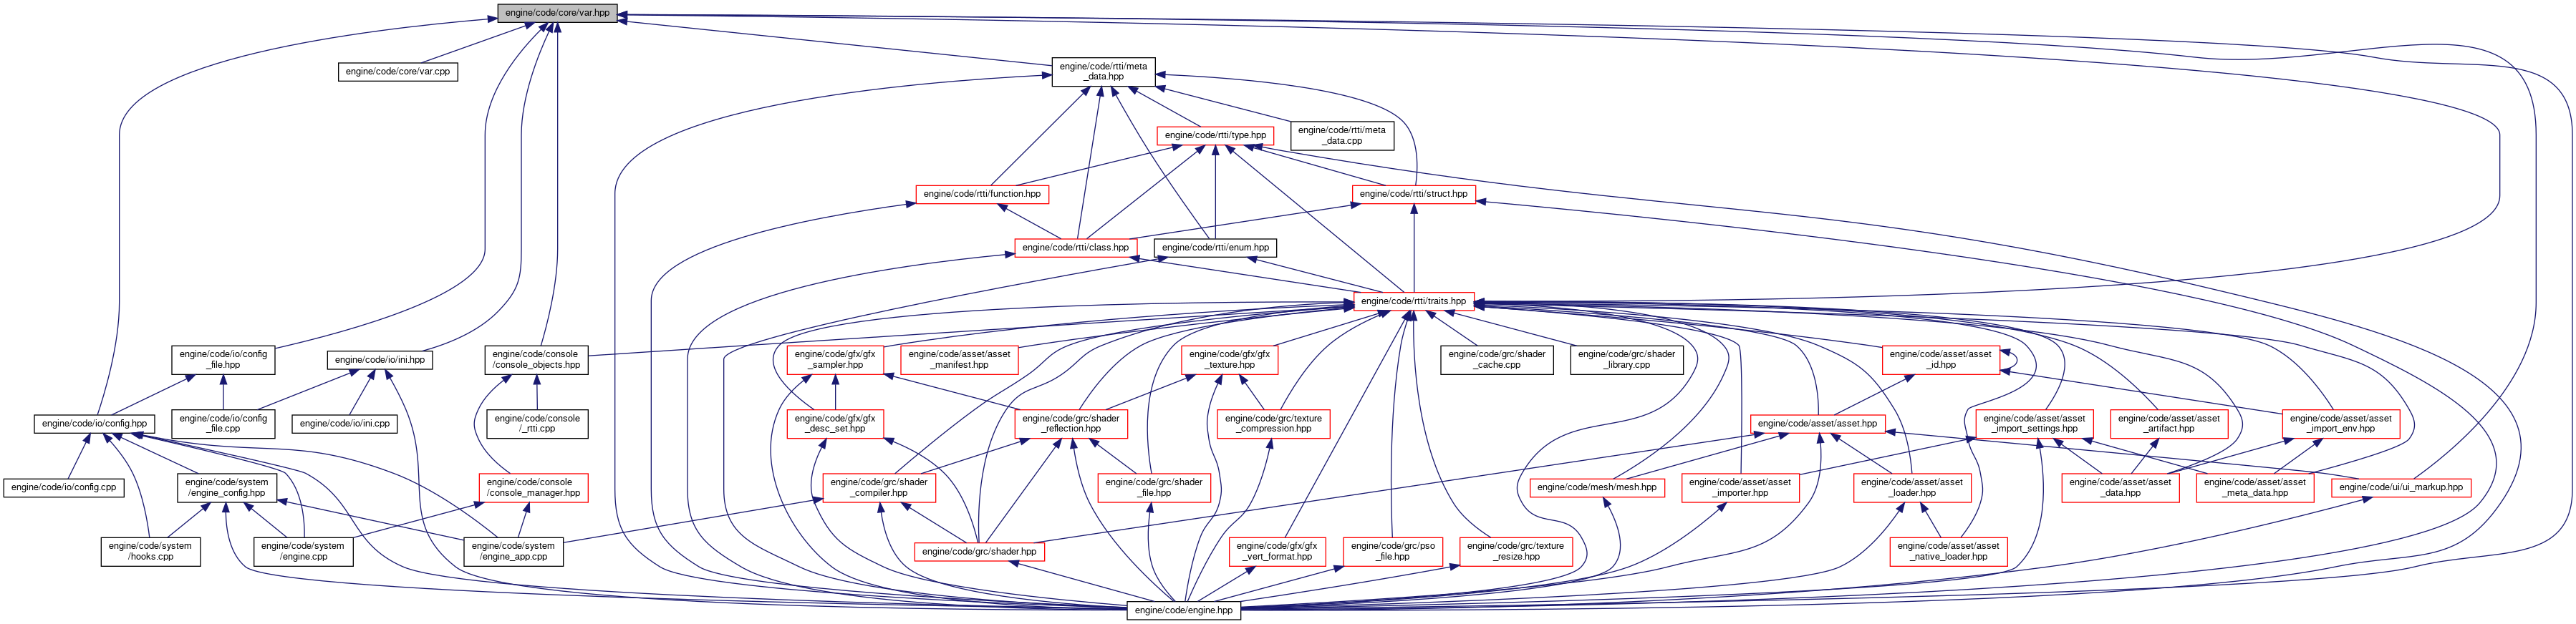 engine/code/core/var.hpp
engine/code/core/var.cpp
engine/code/rtti/meta
_data.hpp
engine/code/rtti/type.hpp
engine/code/rtti/meta
_data.cpp
engine/code/rtti/function.hpp
engine/code/rtti/struct.hpp
engine/code/rtti/class.hpp
engine/code/rtti/enum.hpp
engine/code/rtti/traits.hpp
engine/code/io/config
_file.hpp
engine/code/io/ini.hpp
engine/code/console
/console_objects.hpp
engine/code/gfx/gfx
_sampler.hpp
engine/code/asset/asset
_manifest.hpp
engine/code/gfx/gfx
_texture.hpp
engine/code/grc/shader
_cache.cpp
engine/code/grc/shader
_library.cpp
engine/code/asset/asset
_id.hpp
engine/code/io/config.hpp
engine/code/io/config
_file.cpp
engine/code/io/ini.cpp
engine/code/console
/_rtti.cpp
engine/code/gfx/gfx
_desc_set.hpp
engine/code/grc/shader
_reflection.hpp
engine/code/grc/texture
_compression.hpp
engine/code/asset/asset.hpp
engine/code/asset/asset
_import_settings.hpp
engine/code/asset/asset
_artifact.hpp
engine/code/asset/asset
_import_env.hpp
engine/code/io/config.cpp
engine/code/system
/engine_config.hpp
engine/code/console
/console_manager.hpp
engine/code/grc/shader
_compiler.hpp
engine/code/grc/shader
_file.hpp
engine/code/mesh/mesh.hpp
engine/code/asset/asset
_importer.hpp
engine/code/asset/asset
_loader.hpp
engine/code/asset/asset
_data.hpp
engine/code/asset/asset
_meta_data.hpp
engine/code/ui/ui_markup.hpp
engine/code/system
/hooks.cpp
engine/code/system
/engine.cpp
engine/code/system
/engine_app.cpp
engine/code/grc/shader.hpp
engine/code/gfx/gfx
_vert_format.hpp
engine/code/grc/pso
_file.hpp
engine/code/grc/texture
_resize.hpp
engine/code/asset/asset
_native_loader.hpp
engine/code/engine.hpp